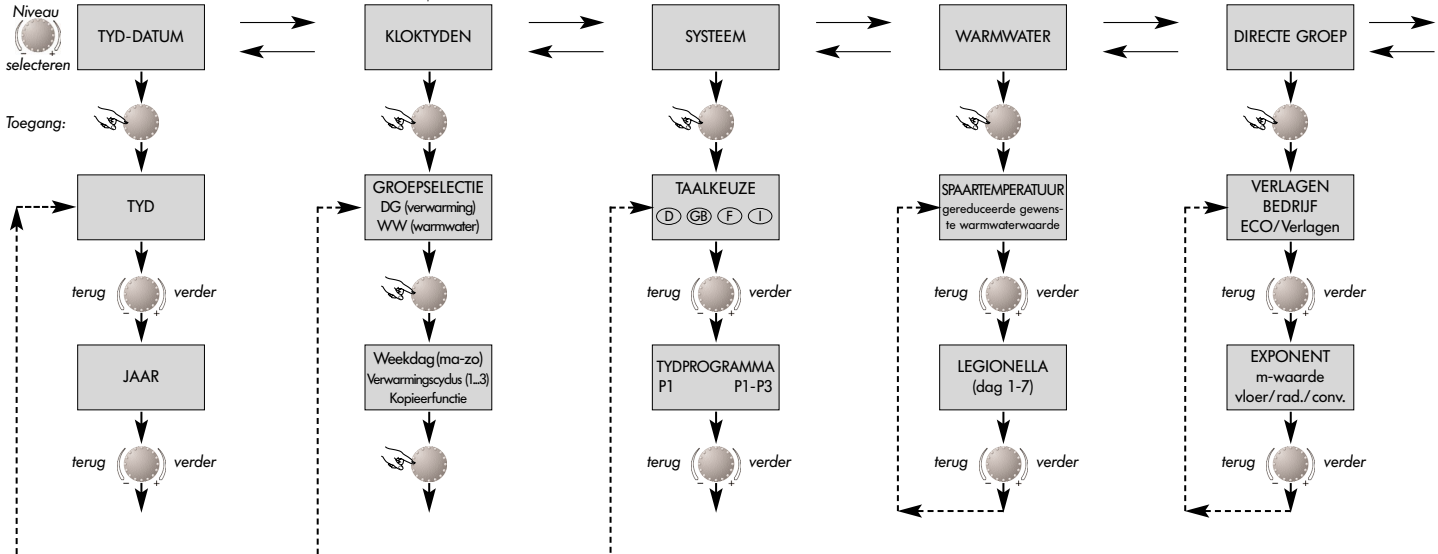 Niveau
selecteren
TYD-DATUM
KLOKTYDEN
SYSTEEM
WARMWATER
DIRECTE GROEP
- +
Toegang:
TYD
GROEPSELECTIE
DG (verwarming)
WW (warmwater)
TAALKEUZE
D GB F I
SPAARTEMPERATUUR
gereduceerde gewens-
te warmwaterwaarde
VERLAGEN
BEDRIJF
ECO/Verlagen
terug - + verder
terug - + verder
terug - + verder
terug - + verder
JAAR
Weekdag (ma-zo)
Verwarmingscydus (1...3)
Kopieerfunctie
TYDPROGRAMMA
P1 P1-P3
LEGIONELLA
(dag 1-7)
EXPONENT
m-waarde
vloer/rad./conv.
terug - + verder
terug - + verder
terug - + verder
terug - + verder